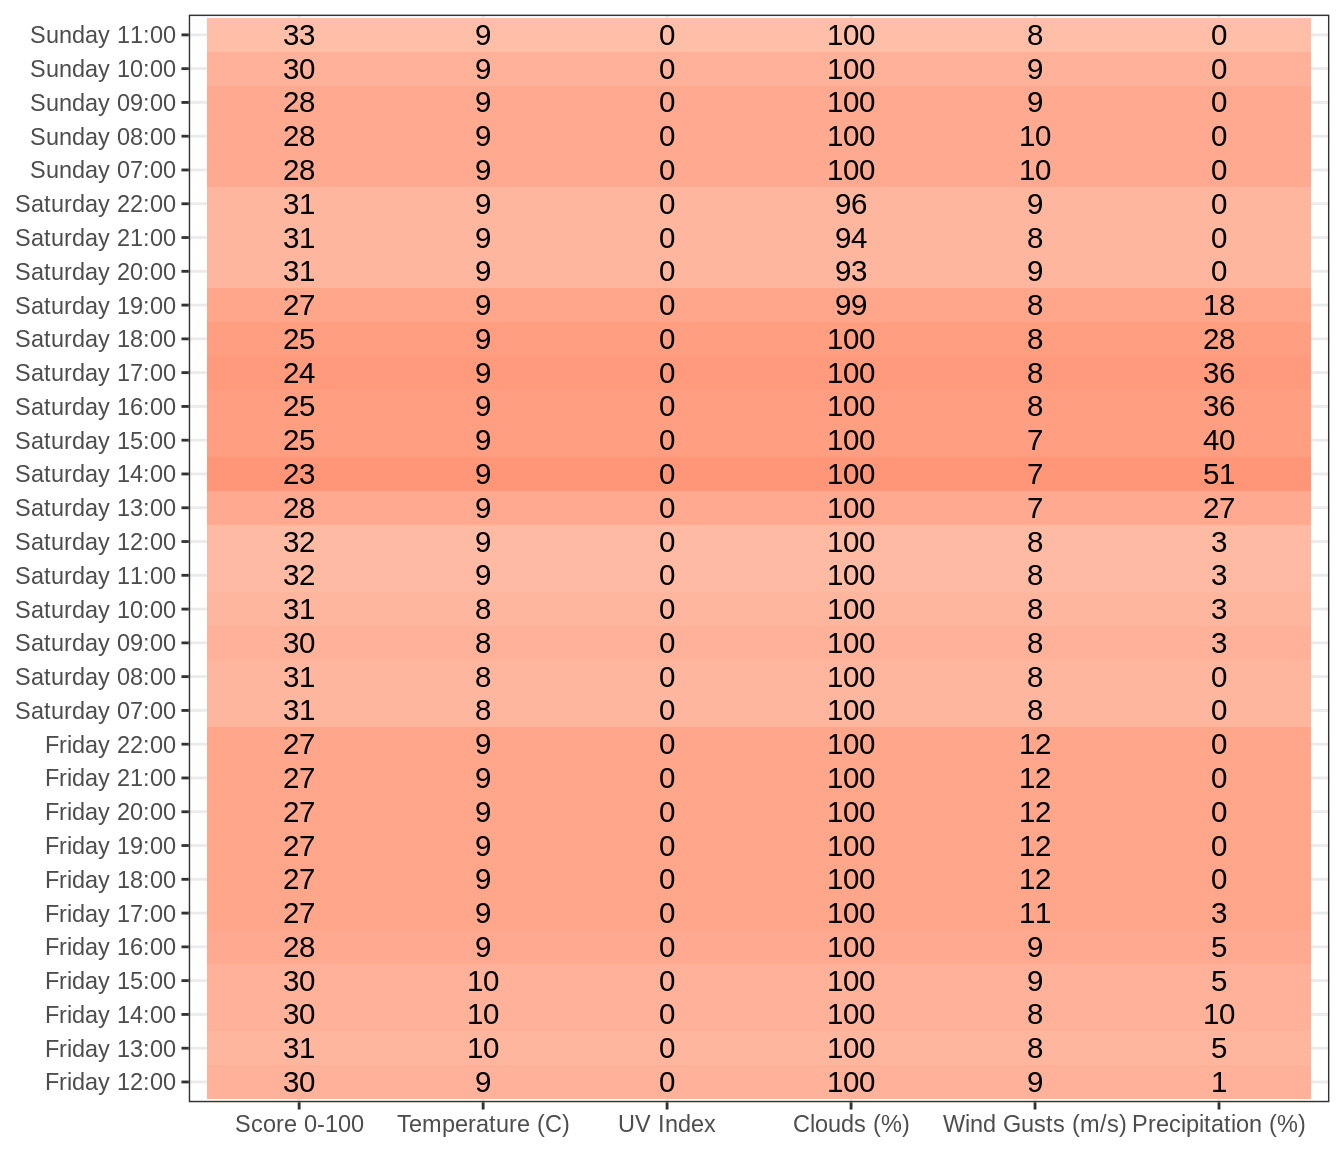 Sunday 11:00 33 9 0 100 8 0
Sunday 10:00 30 9 0 100 9 0
Sunday 09:00 28 9 0 100 9 0
Sunday 08:00 28 9 0 100 10 0
Sunday 07:00 28 9 0 100 10 0
Saturday 22:00 31 9 0 96 9 0
Saturday 21:00 31 9 0 94 8 0
Saturday 20:00 31 9 0 93 9 0
Saturday 19:00 27 9 0 99 8 18
Saturday 18:00 25 9 0 100 8 28
Saturday 17:00 24 9 0 100 8 36
Saturday 16:00 25 9 0 100 8 36
Saturday 15:00 25 9 0 100 7 40
Saturday 14:00 23 9 0 100 7 51
Saturday 13:00 28 9 0 100 7 27
Saturday 12:00 32 9 0 100 8 3
Saturday 11:00 32 9 0 100 8 3
Saturday 10:00 31 8 0 100 8 3
Saturday 09:00 30 8 0 100 8 3
Saturday 08:00 31 8 0 100 8 0
Saturday 07:00 31 8 0 100 8 0
Friday 22:00 27 9 0 100 12 0
Friday 21:00 27 9 0 100 12 0
Friday 20:00 27 9 0 100 12 0
Friday 19:00 27 9 0 100 12 0
Friday 18:00 27 9 0 100 12 0
Friday 17:00 27 9 0 100 11 3
Friday 16:00 28 9 0 100 9 5
Friday 15:00 30 10 0 100 9 5
Friday 14:00 30 10 0 100 8 10
Friday 13:00 31 10 0 100 8 5
Friday 12:00 30 9 0 100 9 1
Score 0-100 Temperature (C) UV Index Clouds (%) Wind Gusts (m/s) Precipitation (%)